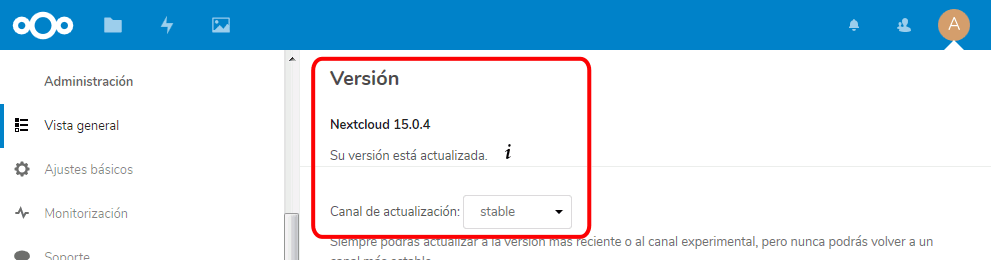 A
Administración
Vista general
Ajustes básicos
Monitorización
Soporte
Versión
Nextcloud 15.0.4
Su versión está actualizada. i
Canal de actualización: stable
Siempre podrás actualizar a la versión más reciente o al canal experimental, pero nunca podrás volver a un
canal más estable.